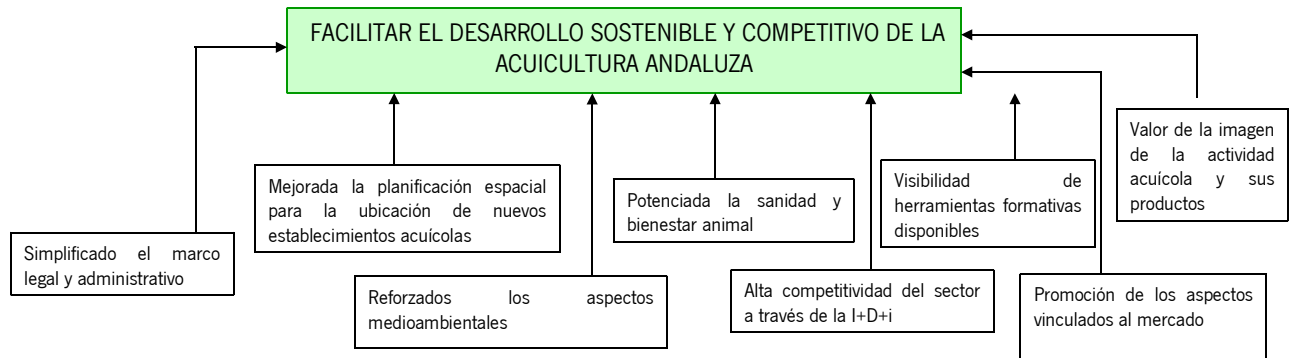 FACILITAR EL DESARROLLO SOSTENIBLE Y COMPETITIVO DE LA
ACUICULTURA ANDALUZA
Simplificado el marco
legal y administrativo
Mejorada la planificación espacial
para la ubicación de nuevos
establecimientos acuícolas
Reforzados los aspectos
medioambientales
Potenciada la sanidad y
bienestar animal
Alta competitividad del sector
a través de la I+D+i
Visibilidad de
herramientas formativas
disponibles
Promoción de los aspectos
vinculados al mercado
Valor de la imagen
de la actividad
acuícola y sus
productos